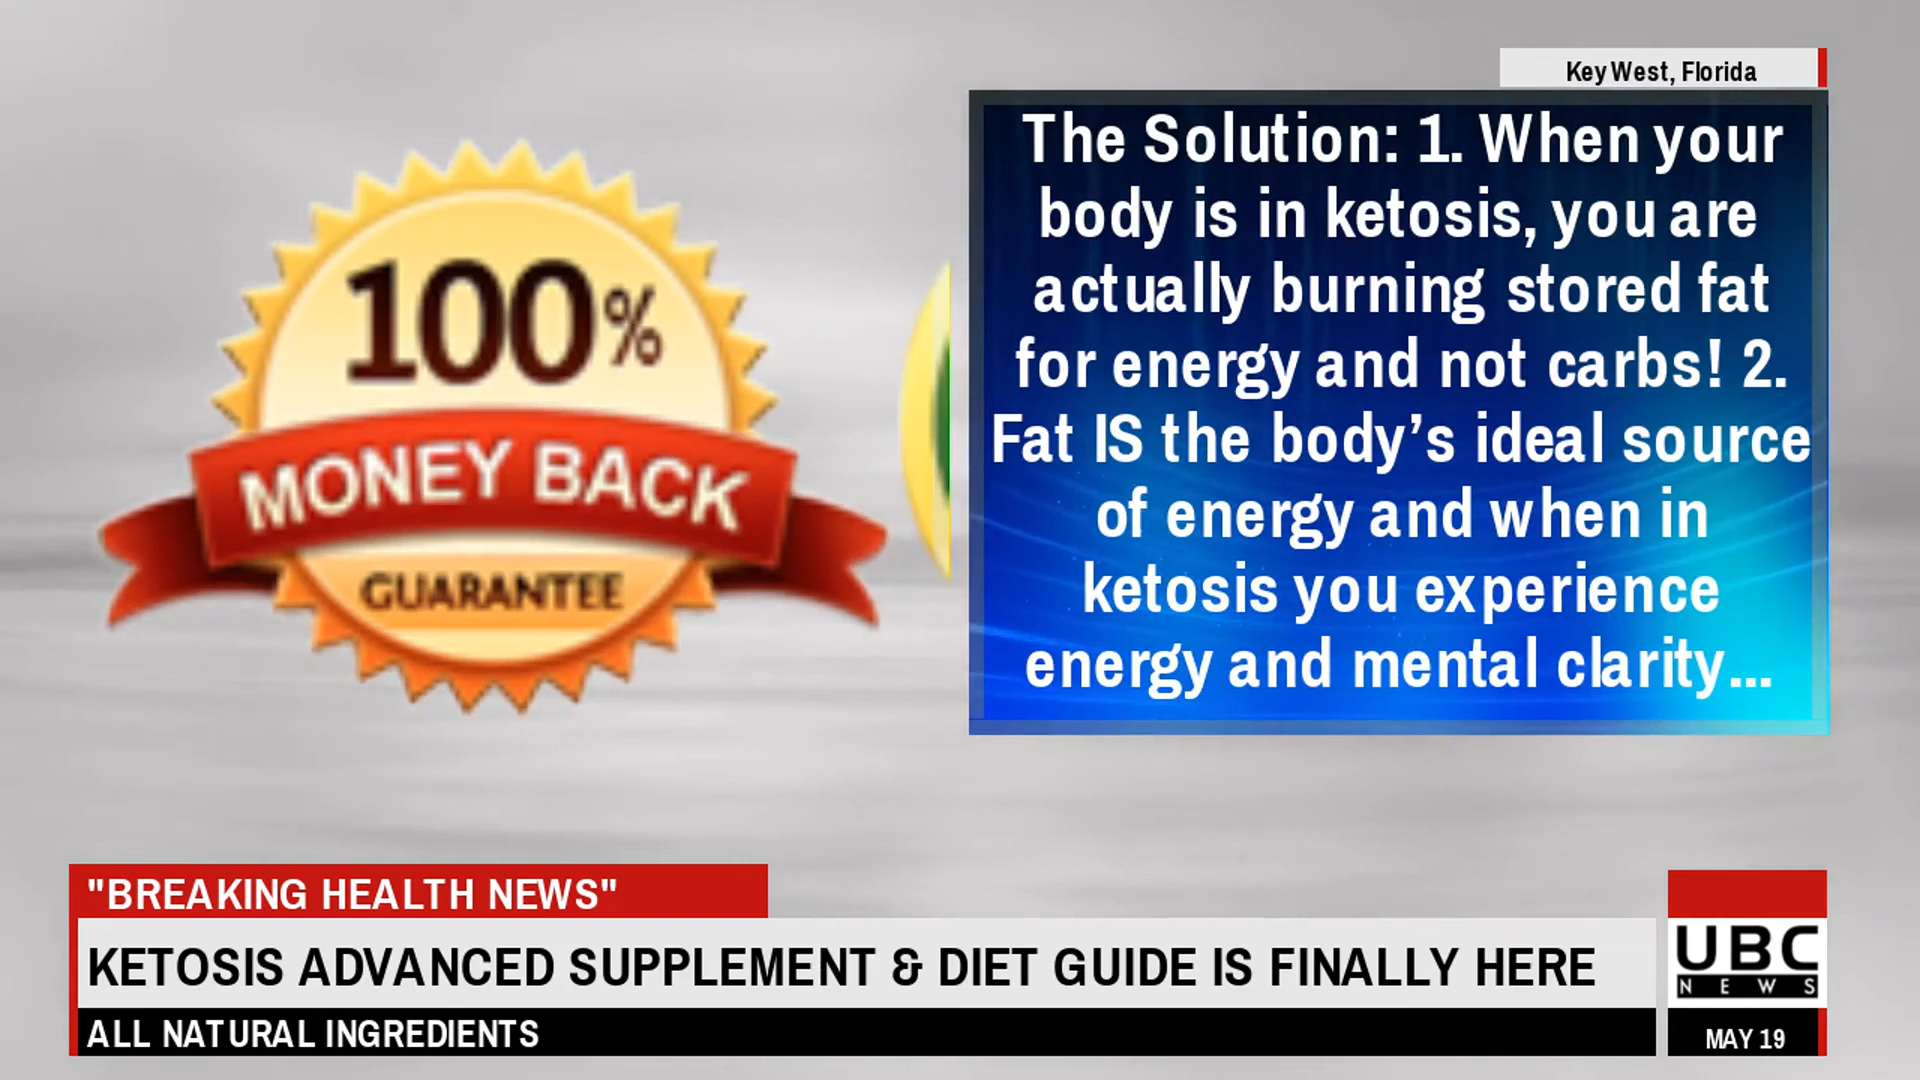 Key West, Florida
100%
MONEY BACK
GUARANTEE
The Solution: 1. When your
body is in ketosis, you are
actually burning stored fat
for energy and not carbs! 2.
Fat IS the body’s ideal source
of energy and when in
ketosis you experience
energy and mental clarity...
"BREAKING HEALTH NEWS"
KETOSIS ADVANCED SUPPLEMENT & DIET GUIDE IS FINALLY HERE
ALL NATURAL INGREDIENTS
UBC
NEWS
MAY 19